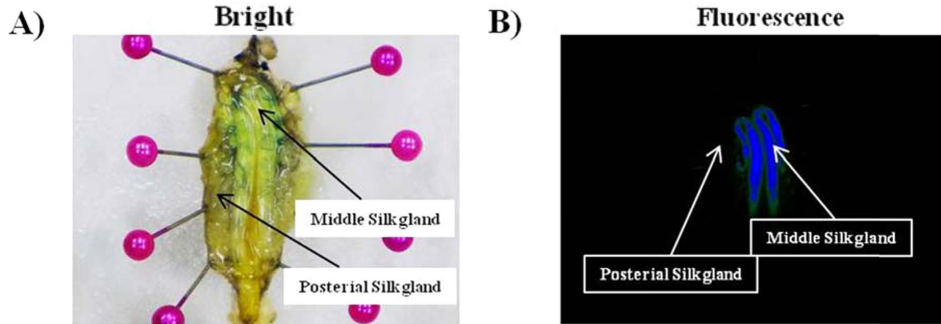 A)
Bright
Middle Silkgland
Posterial Silkgland
B)
Fluorescence
Middle Silkgland
Posterial Silkgland